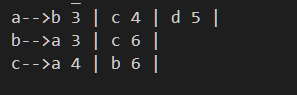 a-->b 3 | c 4 | d 5 |
b-->a 3 | c 6 |
c-->a 4 | b 6 |